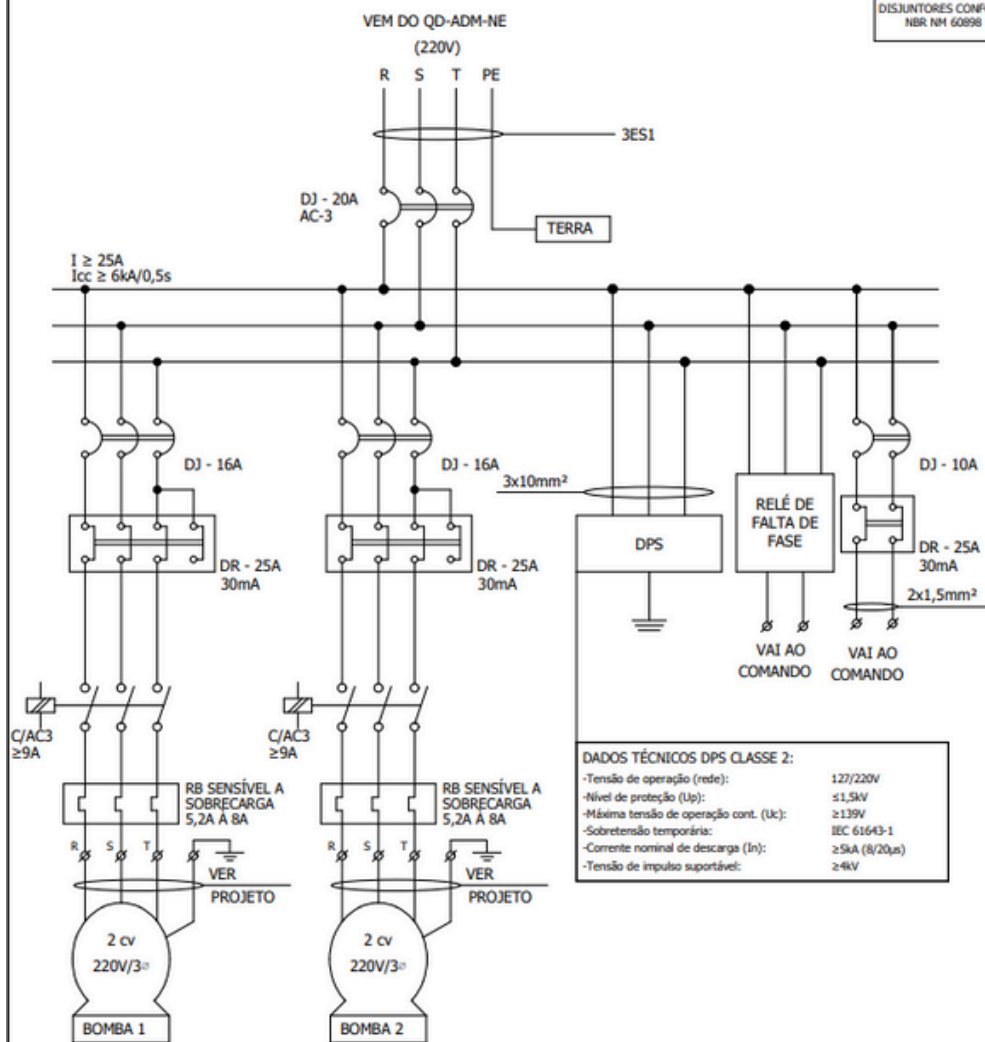 DISJUNTORES
NBR NM 60898
VEM DO QD-ADM-NE
(220V)
R S T PE
3ES1
DJ - 20A
AC-3
TERRA
I ≥ 25A
Icc ≥ 6kA/0,5s
DJ - 16A
DJ - 16A
DJ - 10A
3x10mm²
DPS
RELÉ DE
FALTA DE
FASE
DR - 25A
30mA
DR - 25A
30mA
DR - 25A
30mA
2x1,5mm²
VAI AO
COMANDO
VAI AO
COMANDO
C/AC3
≥9A
C/AC3
≥9A
RB SENSÍVEL A
SOBRECARGA
5,2A À 8A
RB SENSÍVEL A
SOBRECARGA
5,2A À 8A
R S T
R S T
VER
PROJETO
VER
PROJETO
2 cv
220V/3⌀
2 cv
220V/3⌀
BOMBA 1
BOMBA 2
DADOS TÉCNICOS DPS CLASSE 2:
-Tensão de operação (rede): 127/220V
-Nível de proteção (Up): ≤1,5kV
-Máxima tensão de operação cont. (Uc): ≥139V
-Sobretensão temporária: IEC 61643-1
-Corrente nominal de descarga (In): ≥5kA (8/20µs)
-Tensão de impulso suportável: ≥4kV